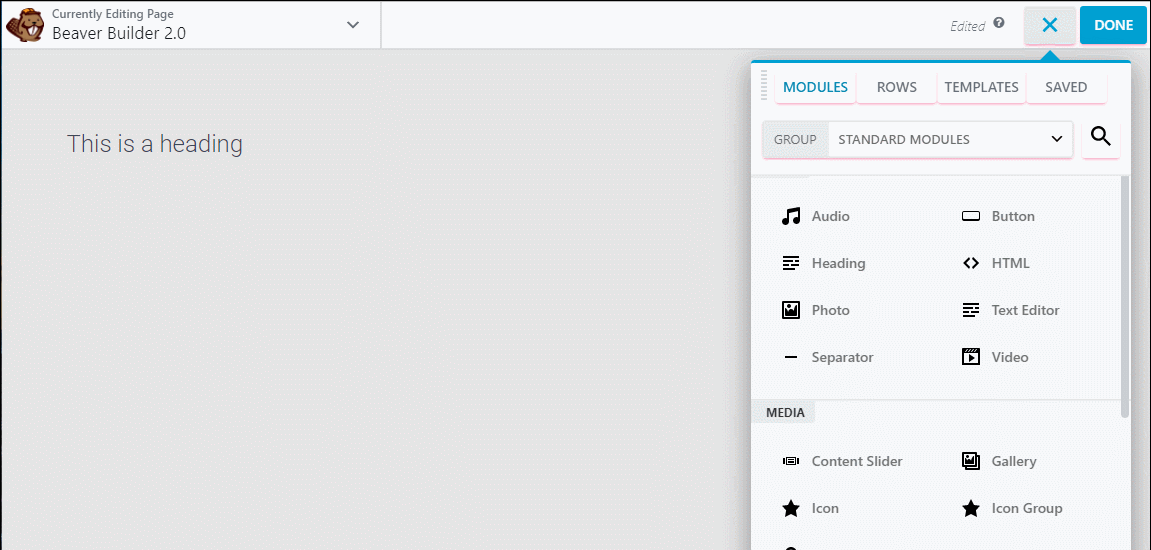 Currently Editing Page
Beaver Builder 2.0
Edited ?
DONE
MODULES ROWS TEMPLATES SAVED
GROUP STANDARD MODULES
This is a heading
Audio Button
Heading HTML
Photo Text Editor
Separator Video
MEDIA
Content Slider Gallery
Icon Icon Group